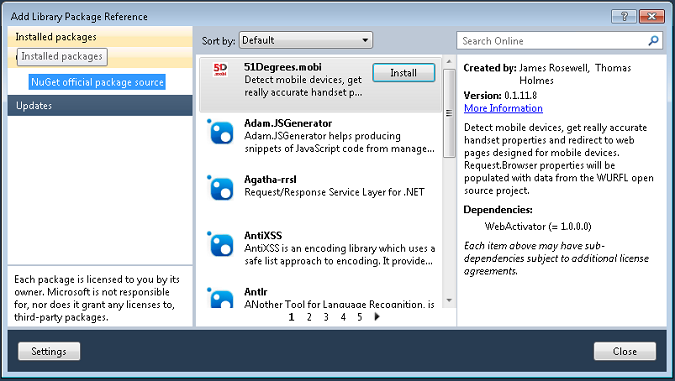 Add Library Package Reference
Installed packages
Installed packages
NuGet official package source
Updates
Each package is licensed to you by its
owner. Microsoft is not responsible
for, nor does it grant any licenses to,
third-party packages.
Sort by:
Default
5D
.mobi
51Degrees.mobi
Detect mobile devices, get
really accurate handset p...
Install
Adam.JSGenerator
Adam.JSGenerator helps producing
snippets of JavaScript code from manage...
Agatha-rrsl
Request/Response Service Layer for .NET
AntiXSS
AntiXSS is an encoding library which uses a
safe list approach to encoding. It provide...
Antlr
ANother Tool for Language Recognition, is
1 2 3 4 5
Search Online
Created by: James Rosewell, Thomas
Holmes
Version: 0.1.11.8
More Information
Detect mobile devices, get really accurate
handset properties and redirect to web
pages designed for mobile devices.
Request.Browser properties will be
populated with data from the WURFL open
source project.
Dependencies:
WebActivator (= 1.0.0.0)
Each item above may have sub-
dependencies subject to additional license
agreements.
Settings
Close